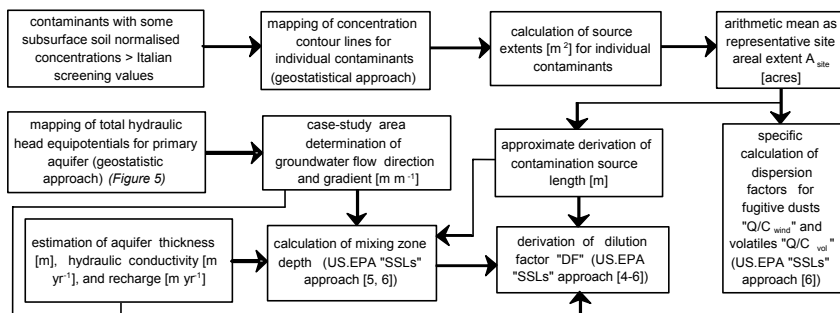 contaminants with some
subsurface soil normalised
concentrations > Italian
screening values
mapping of concentration
contour lines for
individual contaminants
(geostatistical approach)
calculation of source
extents [m²] for individual
contaminants
arithmetic mean as
representative site
areal extent A site
[acres]
mapping of total hydraulic
head equipotentials for primary
aquifer (geostatistic
approach) (Figure 5)
case-study area
determination of
groundwater flow direction
and gradient [m m⁻¹]
approximate derivation of
contamination source
length [m]
specific
calculation of
dispersion
factors for
fugitive dusts
"Q/C wind" and
volatiles "Q/C vol"
(US.EPA "SSLs"
approach [6])
estimation of aquifer thickness
[m], hydraulic conductivity [m
yr⁻¹], and recharge [m yr⁻¹]
calculation of mixing zone
depth (US.EPA "SSLs"
approach [5, 6])
derivation of dilution
factor "DF" (US.EPA
"SSLs" approach [4-6])